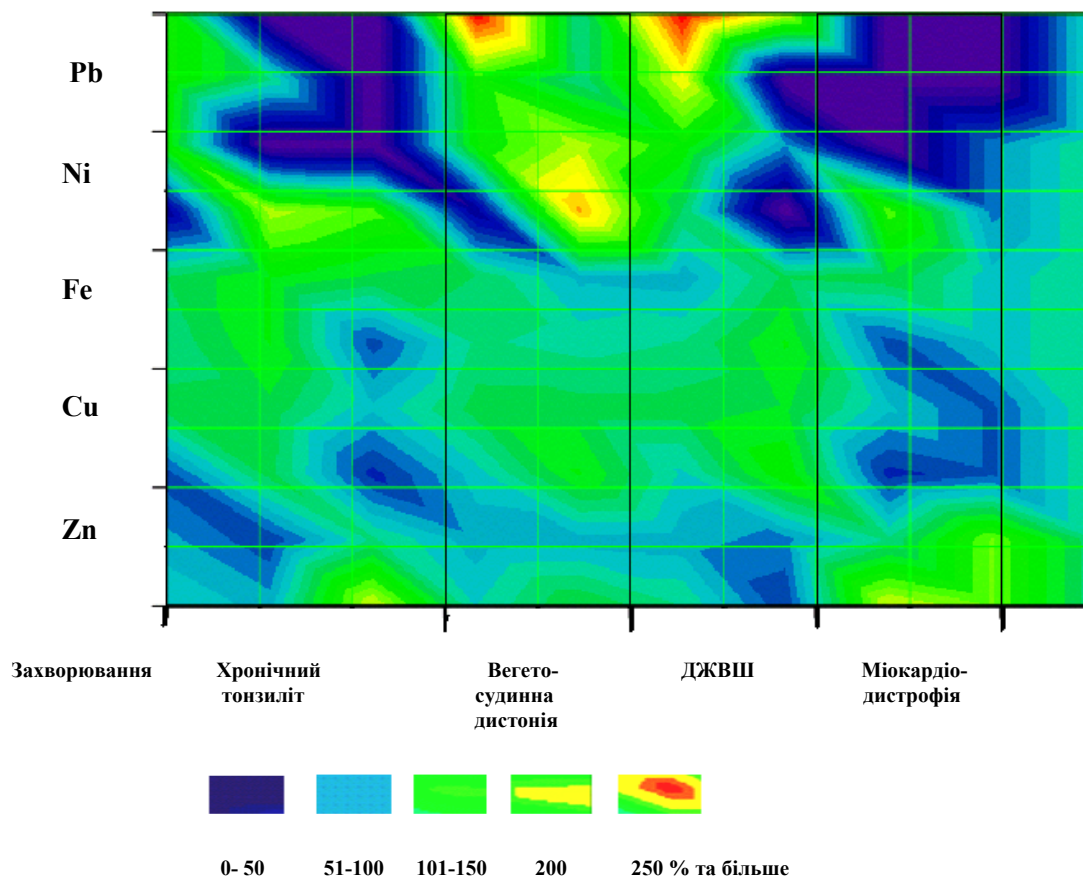 Pb
Ni
Fe
Cu
Zn
Захворювання
Хронічний
тонзиліт
Вегето-
судинна
дистонія
ДЖВШ
Міокардіо-
дистрофія
0- 50
51-100
101-150
200
250 % та більше